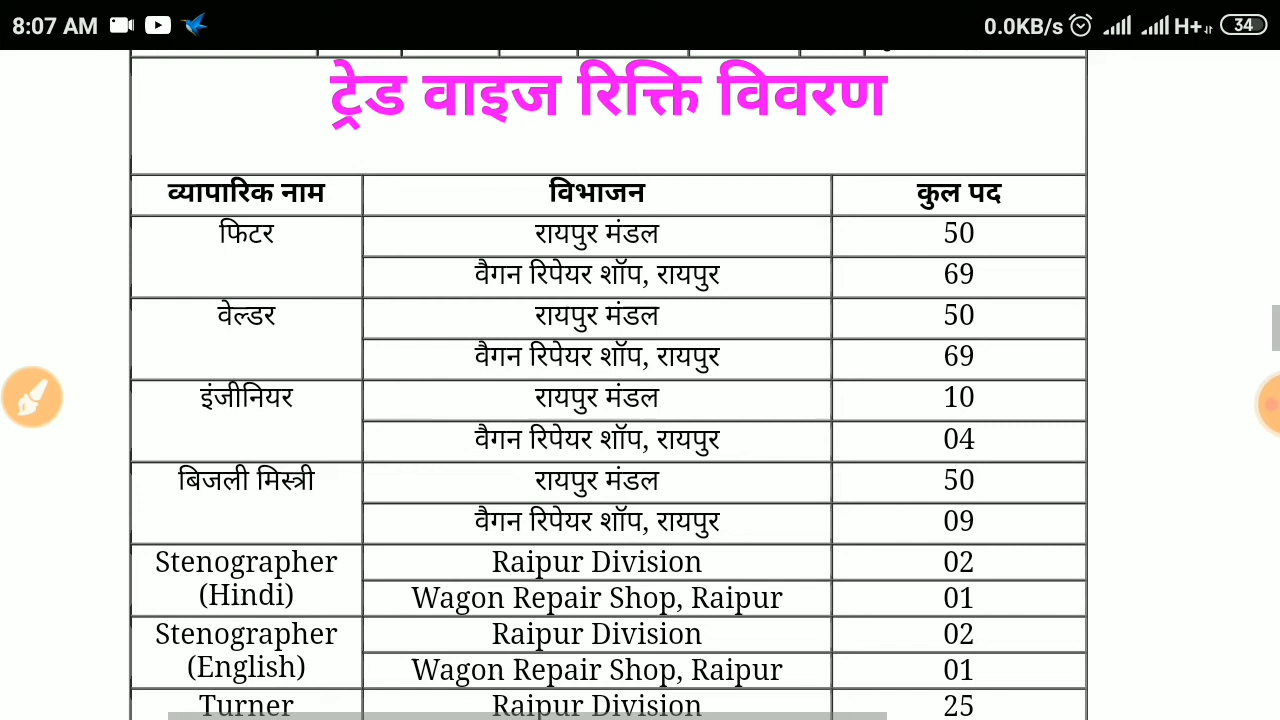 8:07 AM 0.0KB/s H+ 34
ट्रेड वाइज रिक्ति विवरण
व्यापारिक नाम विभाजन कुल पद
फिटर रायपुर मंडल 50
वैगन रिपेयर शॉप, रायपुर 69
वेल्डर रायपुर मंडल 50
वैगन रिपेयर शॉप, रायपुर 69
इंजीनियर रायपुर मंडल 10
वैगन रिपेयर शॉप, रायपुर 04
बिजली मिस्त्री रायपुर मंडल 50
वैगन रिपेयर शॉप, रायपुर 09
Stenographer Raipur Division 02
(Hindi) Wagon Repair Shop, Raipur 01
Stenographer Raipur Division 02
(English) Wagon Repair Shop, Raipur 01
Turner Raipur Division 25